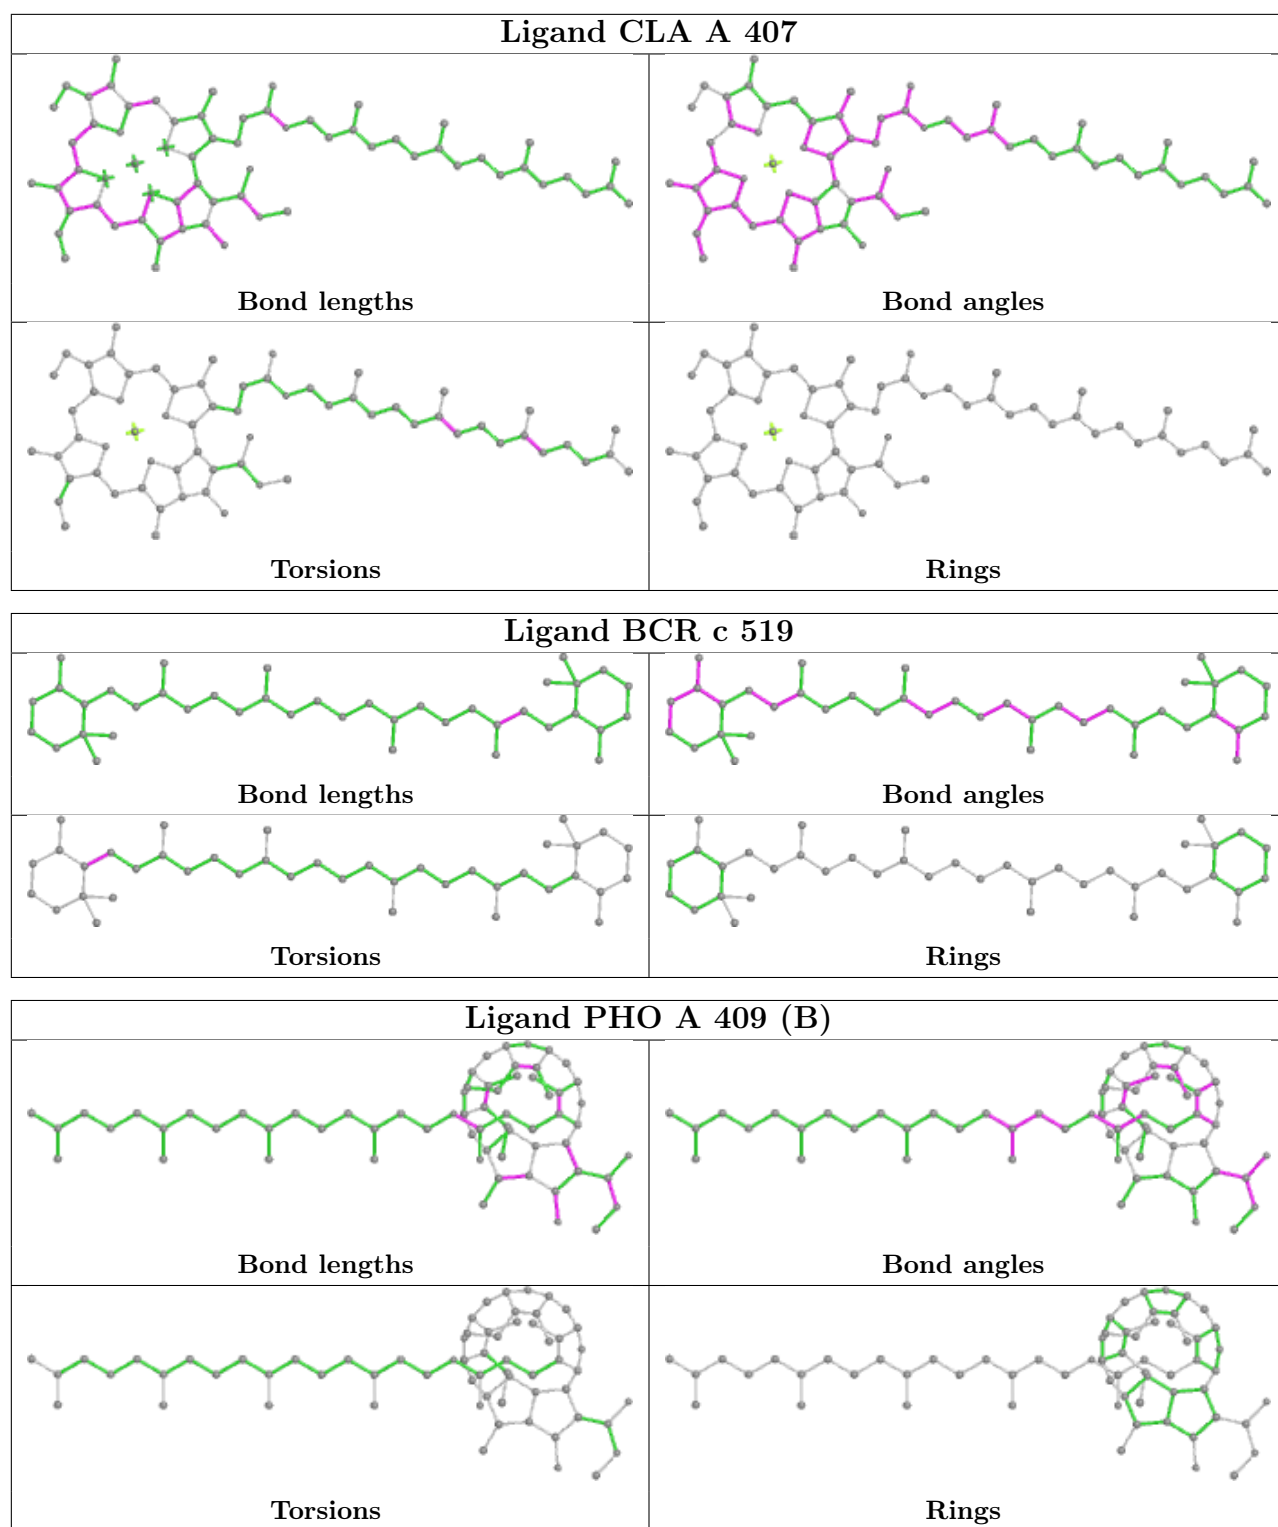 Ligand CLA A 407
Bond lengths
Bond angles
Torsions
Rings
Ligand BCR c 519
Bond lengths
Bond angles
Torsions
Rings
Ligand PHO A 409 (B)
Bond lengths
Bond angles
Torsions
Rings